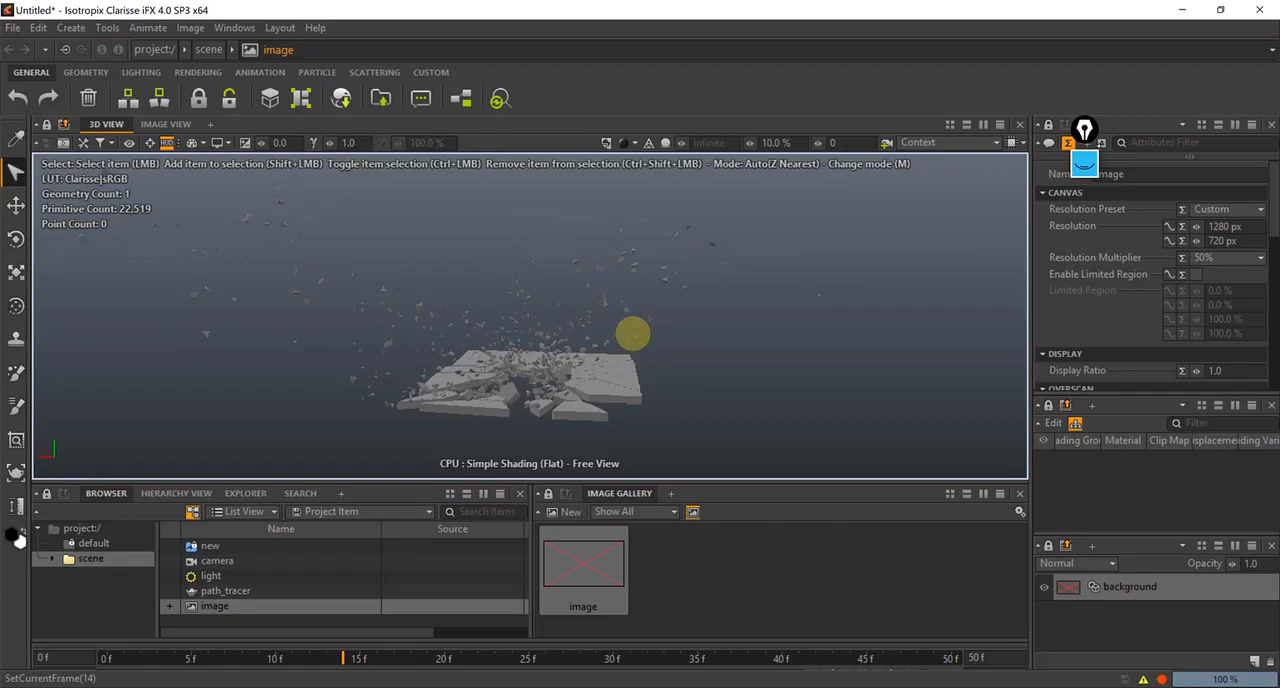 Untitled* - Isotropix Clarisse iFX 4.0 SP3 x64
File Edit Create Tools Animate Image Windows Layout Help
project:/ scene image
GENERAL GEOMETRY LIGHTING RENDERING ANIMATION PARTICLE SCATTERING CUSTOM
3D VIEW IMAGE VIEW +
HUD 0.0 1.0 100.0 % 10.0 % Infinite 0 Context
Attributes Filter
Select: Select item (LMB) Add item to selection (Shift+LMB) Toggle item selection (Ctrl+LMB) Remove item from selection (Ctrl+Shift+LMB) - Mode: Auto(Z Nearest) - Change mode (M)
LUT: Clarisse|sRGB
Geometry Count: 1
Primitive Count: 22,519
Point Count: 0
CPU : Simple Shading (Flat) - Free View
mage
CANVAS
Resolution Preset Custom
Resolution 1280 px
720 px
Resolution Multiplier 50%
Enable Limited Region
Limited Region 0.0 %
0.0 %
100.0 %
100.0 %
DISPLAY
Display Ratio 1.0
OVERSCAN
Edit Filter
ading Gro Material Clip Map isplaceme nding Var
Normal Opacity 1.0
background
BROWSER HIERARCHY VIEW EXPLORER SEARCH +
List View Project Item Search Items
project:/
default
scene
Name Source
new
camera
light
path_tracer
image
IMAGE GALLERY +
New Show All
image
0 f 0 f 5 f 10 f 15 f 20 f 25 f 30 f 35 f 40 f 45 f 50 f 50 f
SetCurrentFrame(14)
100 %